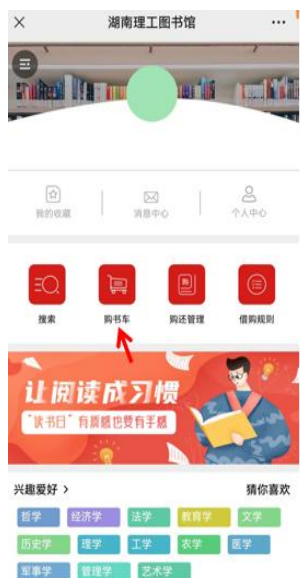 湖南理工图书馆
我的收藏 消息中心 个人中心
购
搜索 购书车 购还管理 借购规则
让阅读成习惯
"读书日"有质感也要有手感
兴趣爱好 > 猜你喜欢
哲学 经济学 法学 教育学 文学
历史学 理学 工学 农学 医学
军事学 管理学 艺术学